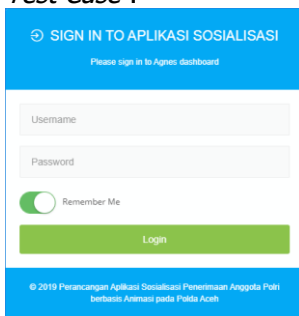 Test Case :
SIGN IN TO APLIKASI SOSIALISASI
Please sign in to Agnes dashboard
Username
Password
Remember Me
Login
© 2019 Perancangan Aplikasi Sosialisasi Penerimaan Anggota Polri
berbasis Animasi pada Polda Aceh